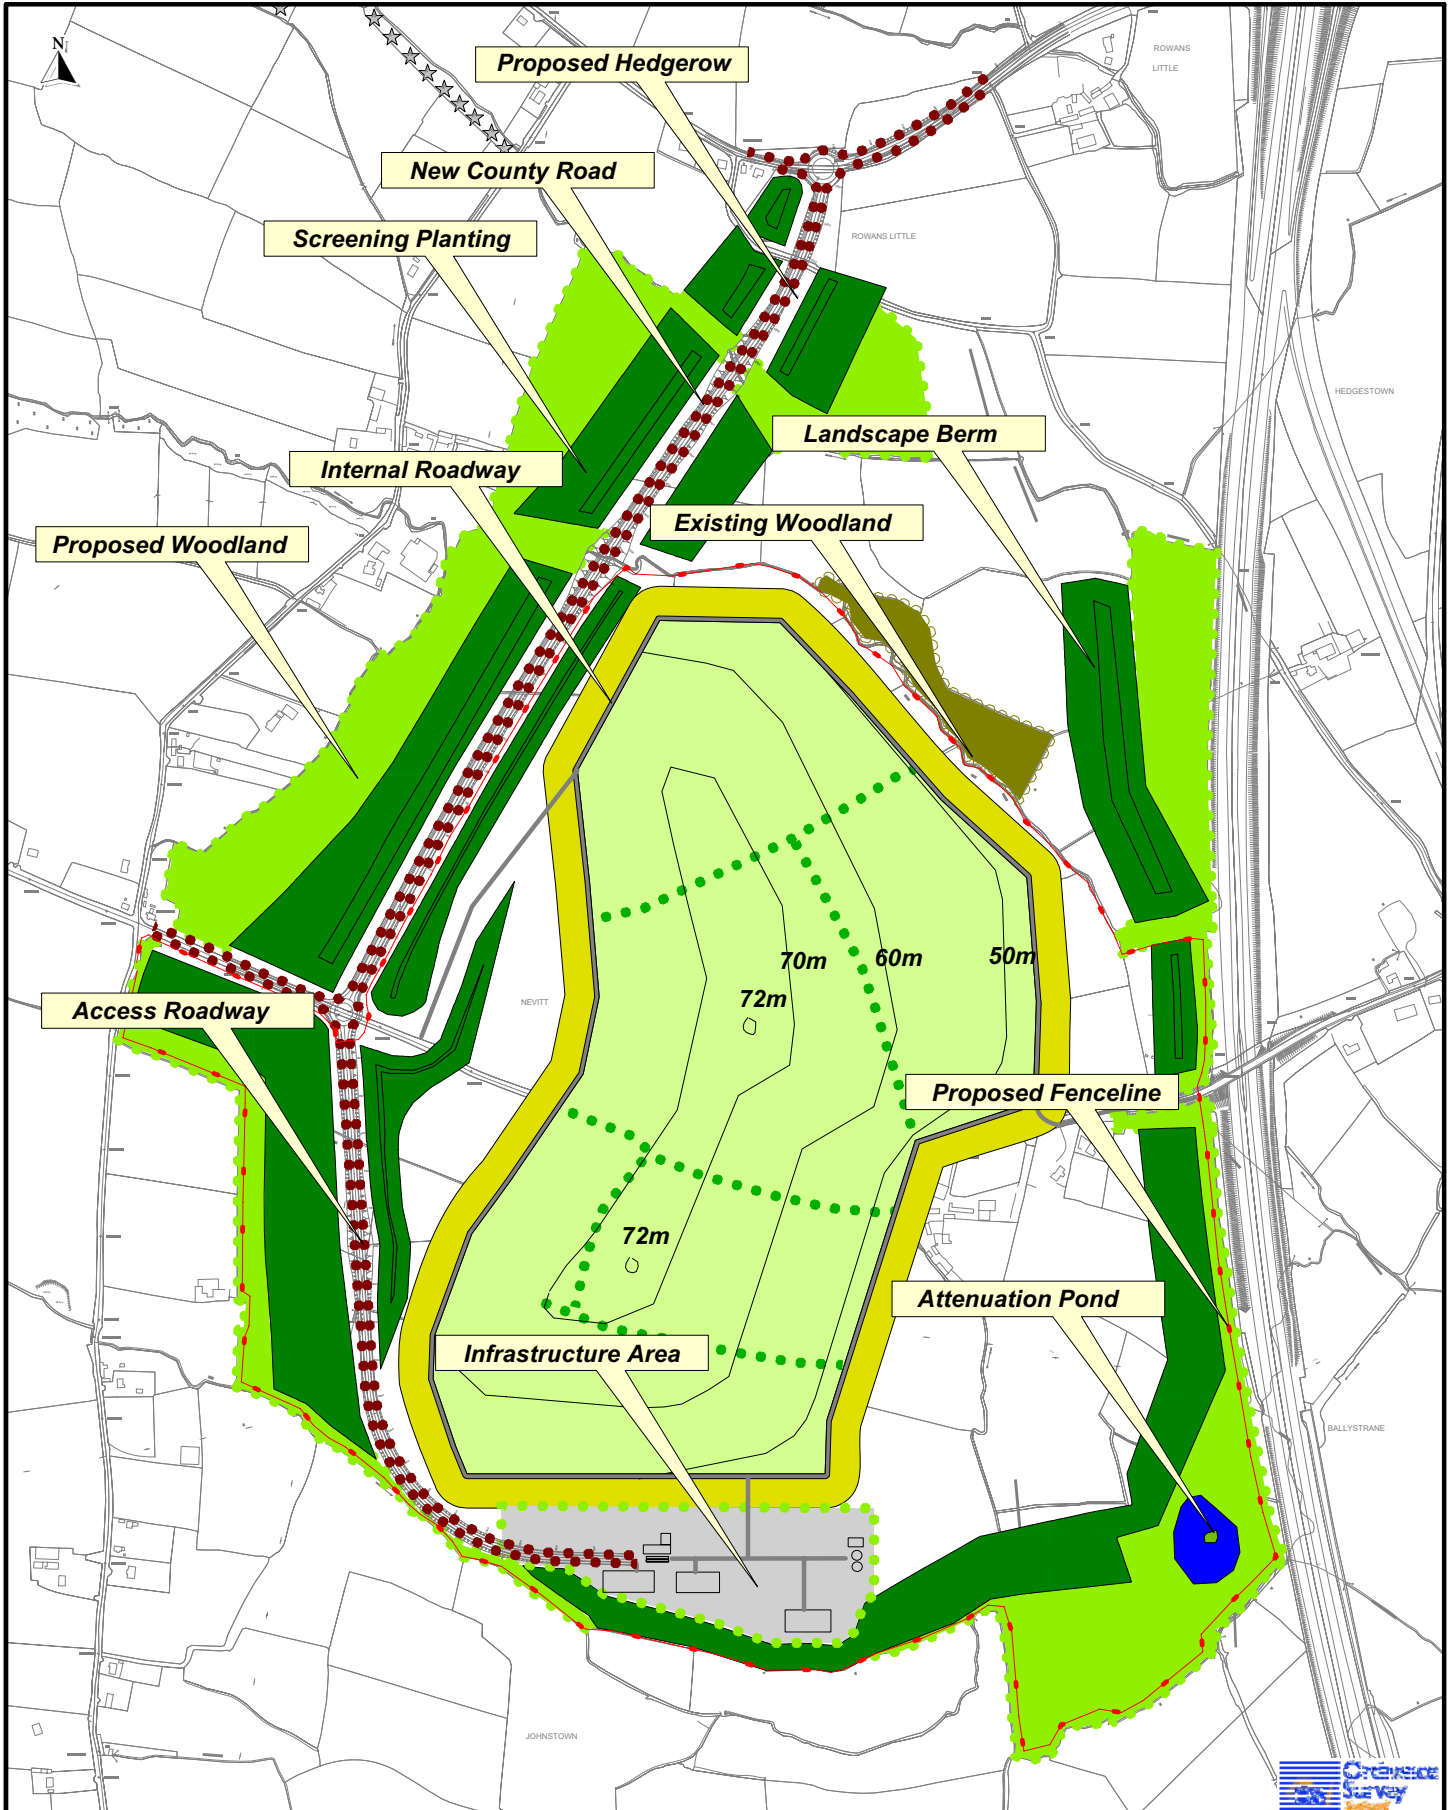 N
ROWANS
LITTLE
Proposed Hedgerow
New County Road
Screening Planting
ROWANS LITTLE
HEDGESTOWN
Landscape Berm
Internal Roadway
Existing Woodland
Proposed Woodland
70m
60m
50m
72m
NEVITT
Access Roadway
Proposed Fenceline
72m
Attenuation Pond
Infrastructure Area
BALLYSTRANE
JOHNSTOWN
Ordnance
Survey
Ireland